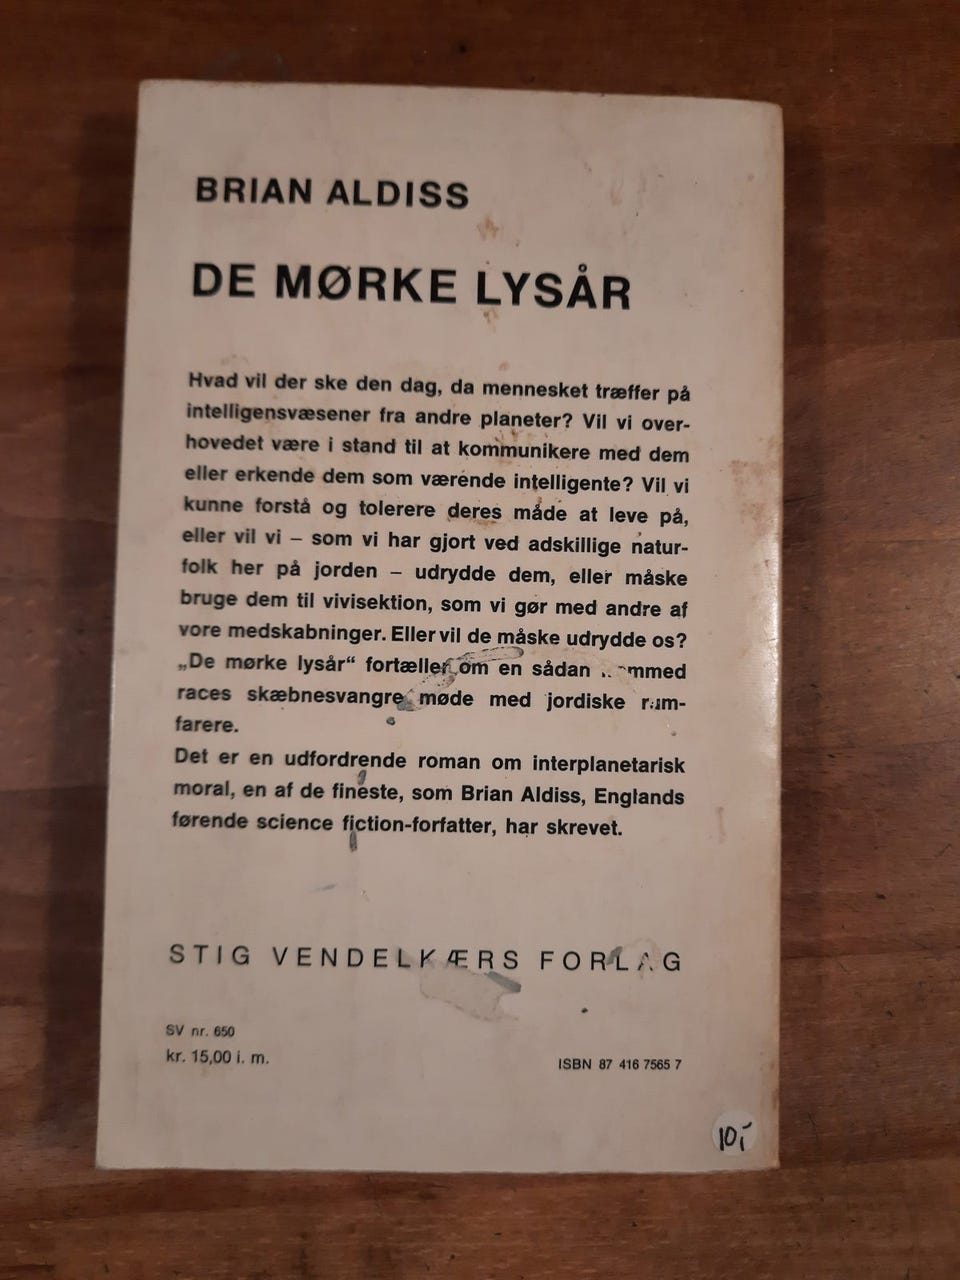 BRIAN ALDISS
DE MØRKE LYSÅR
Hvad vil der ske den dag, da mennesket træffer på
intelligensvæsener fra andre planeter? Vil vi over-
hovedet være i stand til at kommunikere med dem
eller erkende dem som værende intelligente? Vil vi
kunne forstå og tolerere deres måde at leve på,
eller vil vi – som vi har gjort ved adskillige natur-
folk her på jorden – udrydde dem, eller måske
bruge dem til vivisektion, som vi gør med andre af
vore medskabninger. Eller vil de måske udrydde os?
„De mørke lysår“ fortæller om en sådan
races skæbnesvangre møde med jordiske rum-
farere.
Det er en udfordrende roman om interplanetarisk
moral, en af de fineste, som Brian Aldiss, Englands
førende science fiction-forfatter, har skrevet.
STIG VENDELKÆRS FORLAG
SV nr. 650
kr. 15,00 i. m.
ISBN 87 416 7565 7
10,-